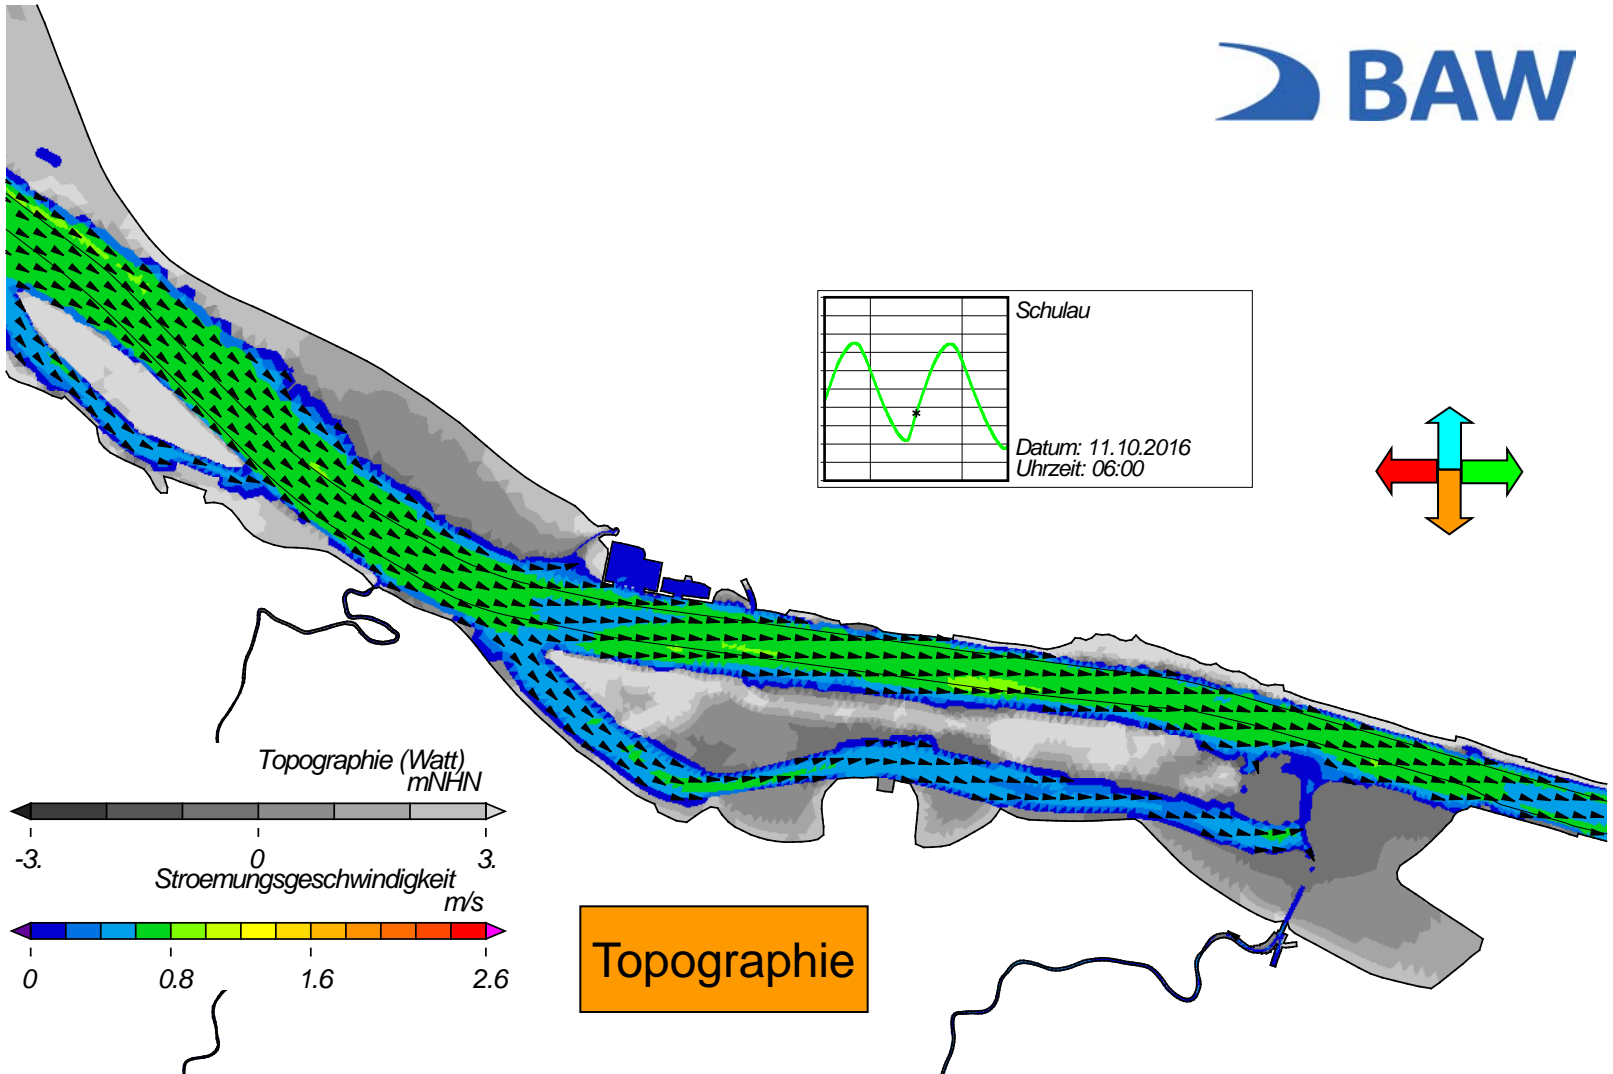 BAW
Schulau
Datum: 11.10.2016
Uhrzeit: 06:00
Topographie (Watt)
mNHN
-3. 0 3.
Stroemungsgeschwindigkeit
m/s
0 0.8 1.6 2.6
Topographie